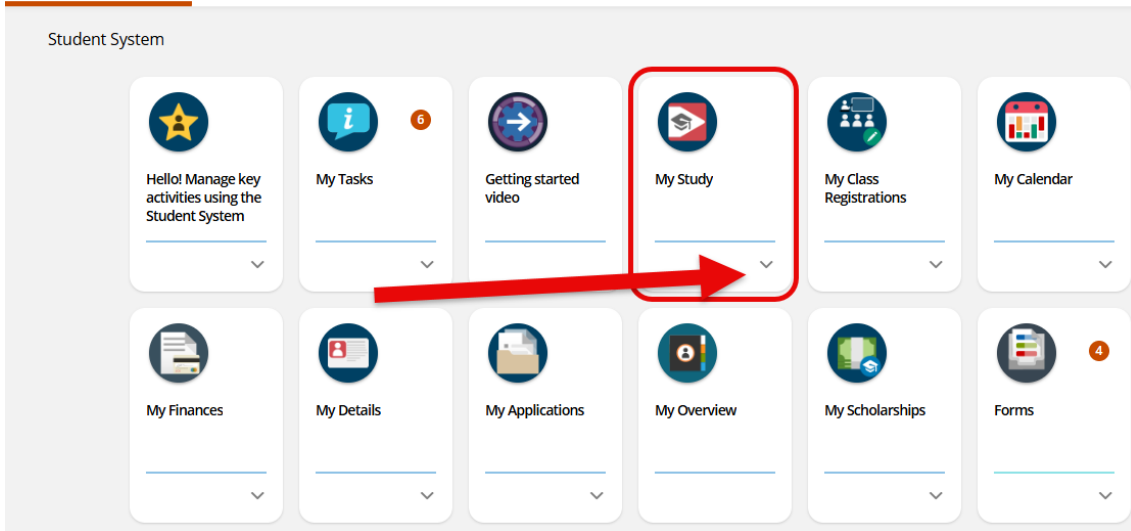 Student System
Hello! Manage key
activities using the
Student System
6
My Tasks
Getting started
video
My Study
My Class
Registrations
My Calendar
My Finances
My Details
My Applications
My Overview
My Scholarships
4
Forms